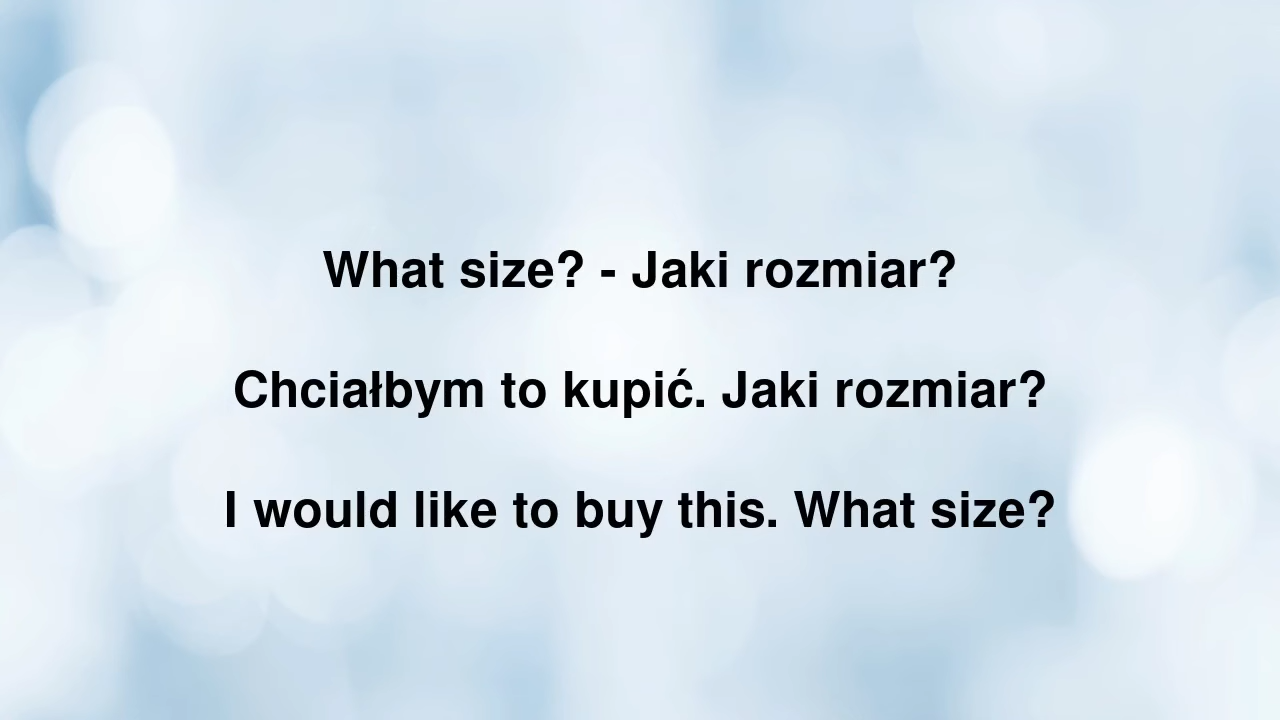 What size? - Jaki rozmiar?
Chciałbym to kupić. Jaki rozmiar?
I would like to buy this. What size?